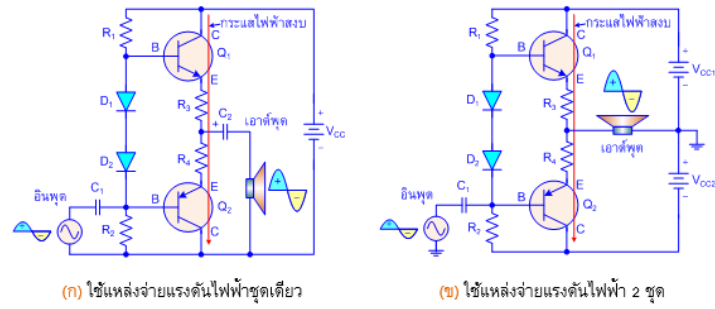 กระแสไฟฟ้าสงบ
R₁
B
C
Q₁
E
D₁
R₃
C₂
+
เอาต์พุต
V_CC
+
−
D₂
R₄
+
−
อินพุต
C₁
B
E
Q₂
R₂
C
+
−
(ก) ใช้แหล่งจ่ายแรงดันไฟฟ้าชุดเดียว
กระแสไฟฟ้าสงบ
R₁
B
C
Q₁
E
+
−
V_CC1
D₁
R₃
+
−
เอาต์พุต
D₂
R₄
+
−
V_CC2
อินพุต
C₁
B
E
Q₂
R₂
C
+
−
(ข) ใช้แหล่งจ่ายแรงดันไฟฟ้า 2 ชุด